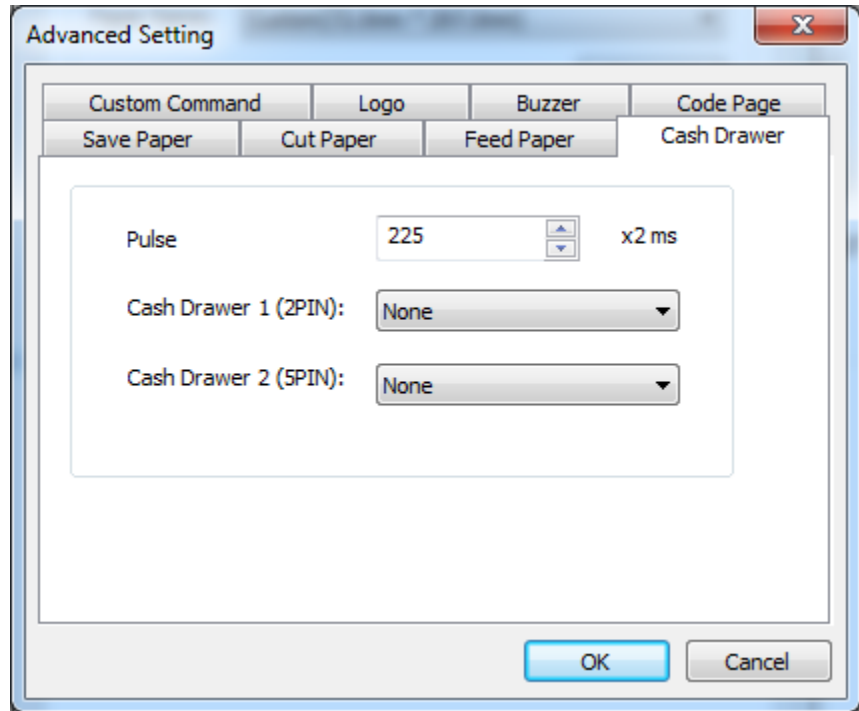 Advanced Setting
Custom Command Logo Buzzer Code Page
Save Paper Cut Paper Feed Paper Cash Drawer
Pulse 225 x2 ms
Cash Drawer 1 (2PIN): None
Cash Drawer 2 (5PIN): None
OK Cancel